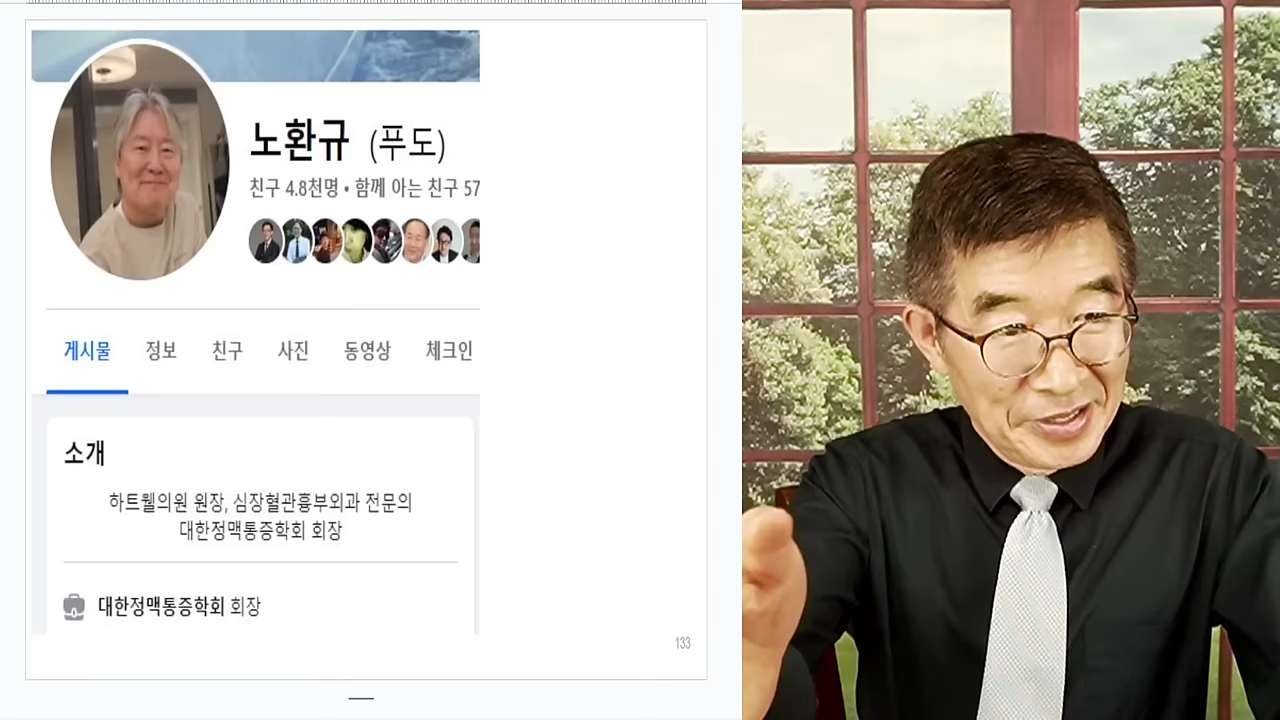 노환규 (푸도)
친구 4.8천명 • 함께 아는 친구 57
게시물 정보 친구 사진 동영상 체크인
소개
하트웰의원 원장, 심장혈관흉부외과 전문의
대한정맥통증학회 회장
대한정맥통증학회 회장
133